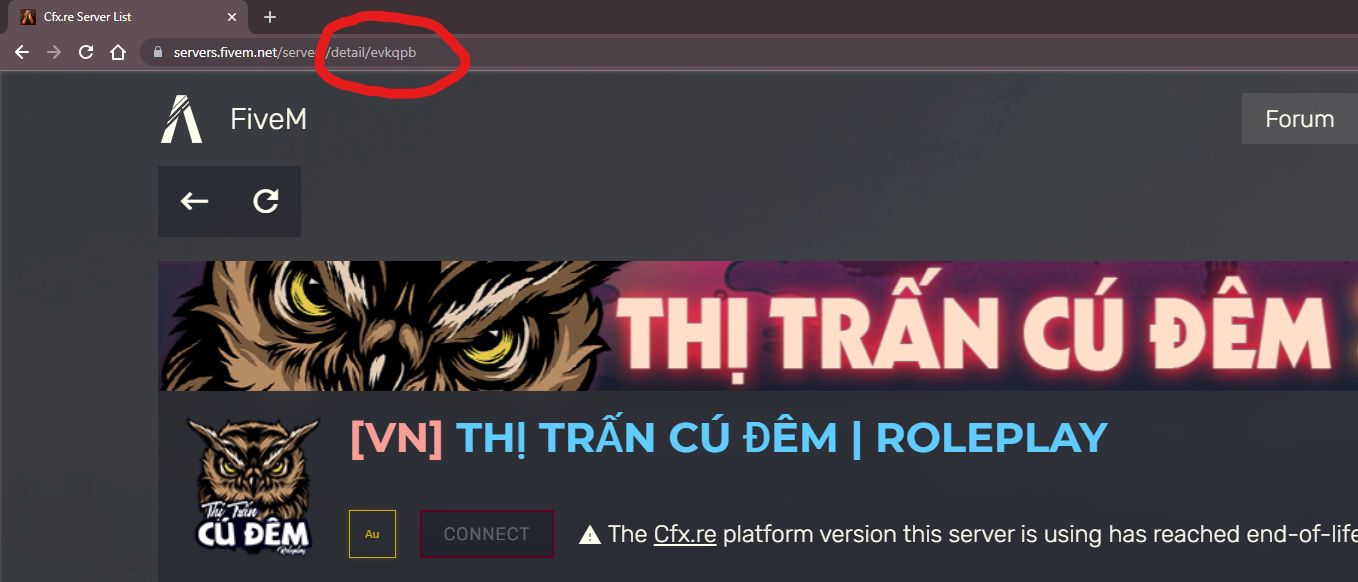 Cfx.re Server List
servers.fivem.net/server /detail/evkqpb
FiveM
Forum
THỊ TRẤN CÚ ĐÊM
[VN] THỊ TRẤN CÚ ĐÊM | ROLEPLAY
Thị Trấn
CÚ ĐÊM
Roleplay
Au
CONNECT
The Cfx.re platform version this server is using has reached end-of-life